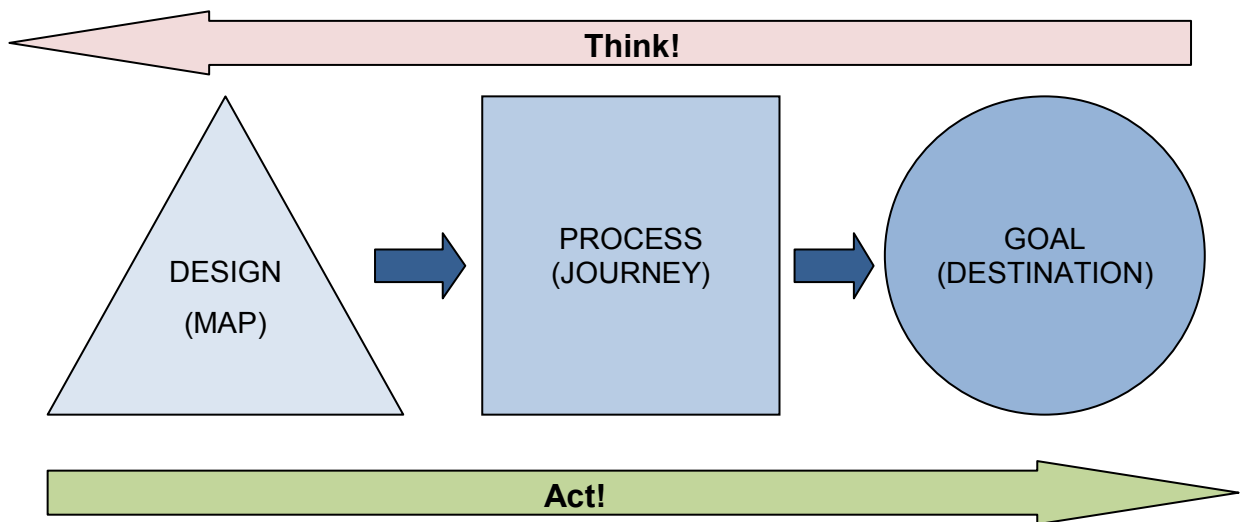 Think!
DESIGN
(MAP)
PROCESS
(JOURNEY)
GOAL
(DESTINATION)
Act!